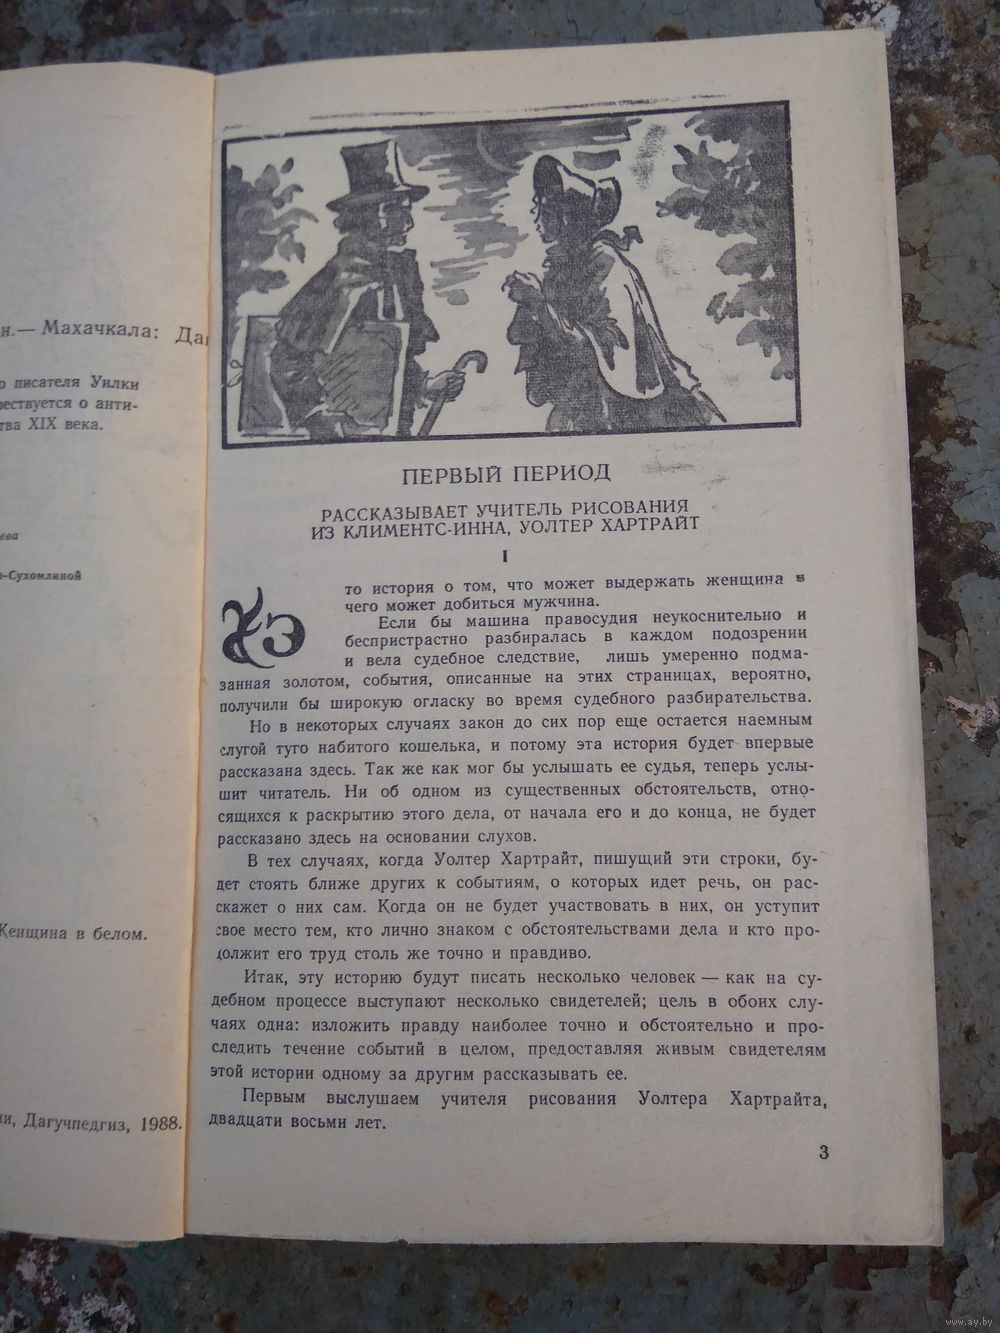 н.— Махачкала: Даг
о писателя Уилки
вествуется о анти-
тва XIX века.
ева
о-Сухомлиной
Женщина в белом.
ии, Дагучпедгиз, 1988.
ПЕРВЫЙ ПЕРИОД
РАССКАЗЫВАЕТ УЧИТЕЛЬ РИСОВАНИЯ
ИЗ КЛИМЕНТС-ИННА, УОЛТЕР ХАРТРАЙТ
I
Это история о том, что может выдержать женщина и
чего может добиться мужчина.
Если бы машина правосудия неукоснительно и
беспристрастно разбиралась в каждом подозрении
и вела судебное следствие, лишь умеренно подма-
занная золотом, события, описанные на этих страницах, вероятно,
получили бы широкую огласку во время судебного разбирательства.
Но в некоторых случаях закон до сих пор еще остается наемным
слугой туго набитого кошелька, и потому эта история будет впервые
рассказана здесь. Так же как мог бы услышать ее судья, теперь услы-
шит читатель. Ни об одном из существенных обстоятельств, отно-
сящихся к раскрытию этого дела, от начала его и до конца, не будет
рассказано здесь на основании слухов.
В тех случаях, когда Уолтер Хартрайт, пишущий эти строки, бу-
дет стоять ближе других к событиям, о которых идет речь, он рас-
скажет о них сам. Когда он не будет участвовать в них, он уступит
свое место тем, кто лично знаком с обстоятельствами дела и кто про-
должит его труд столь же точно и правдиво.
Итак, эту историю будут писать несколько человек — как на су-
дебном процессе выступают несколько свидетелей; цель в обоих слу-
чаях одна: изложить правду наиболее точно и обстоятельно и про-
следить течение событий в целом, предоставляя живым свидетелям
этой истории одному за другим рассказывать ее.
Первым выслушаем учителя рисования Уолтера Хартрайта,
двадцати восьми лет.
3
www.ay.by